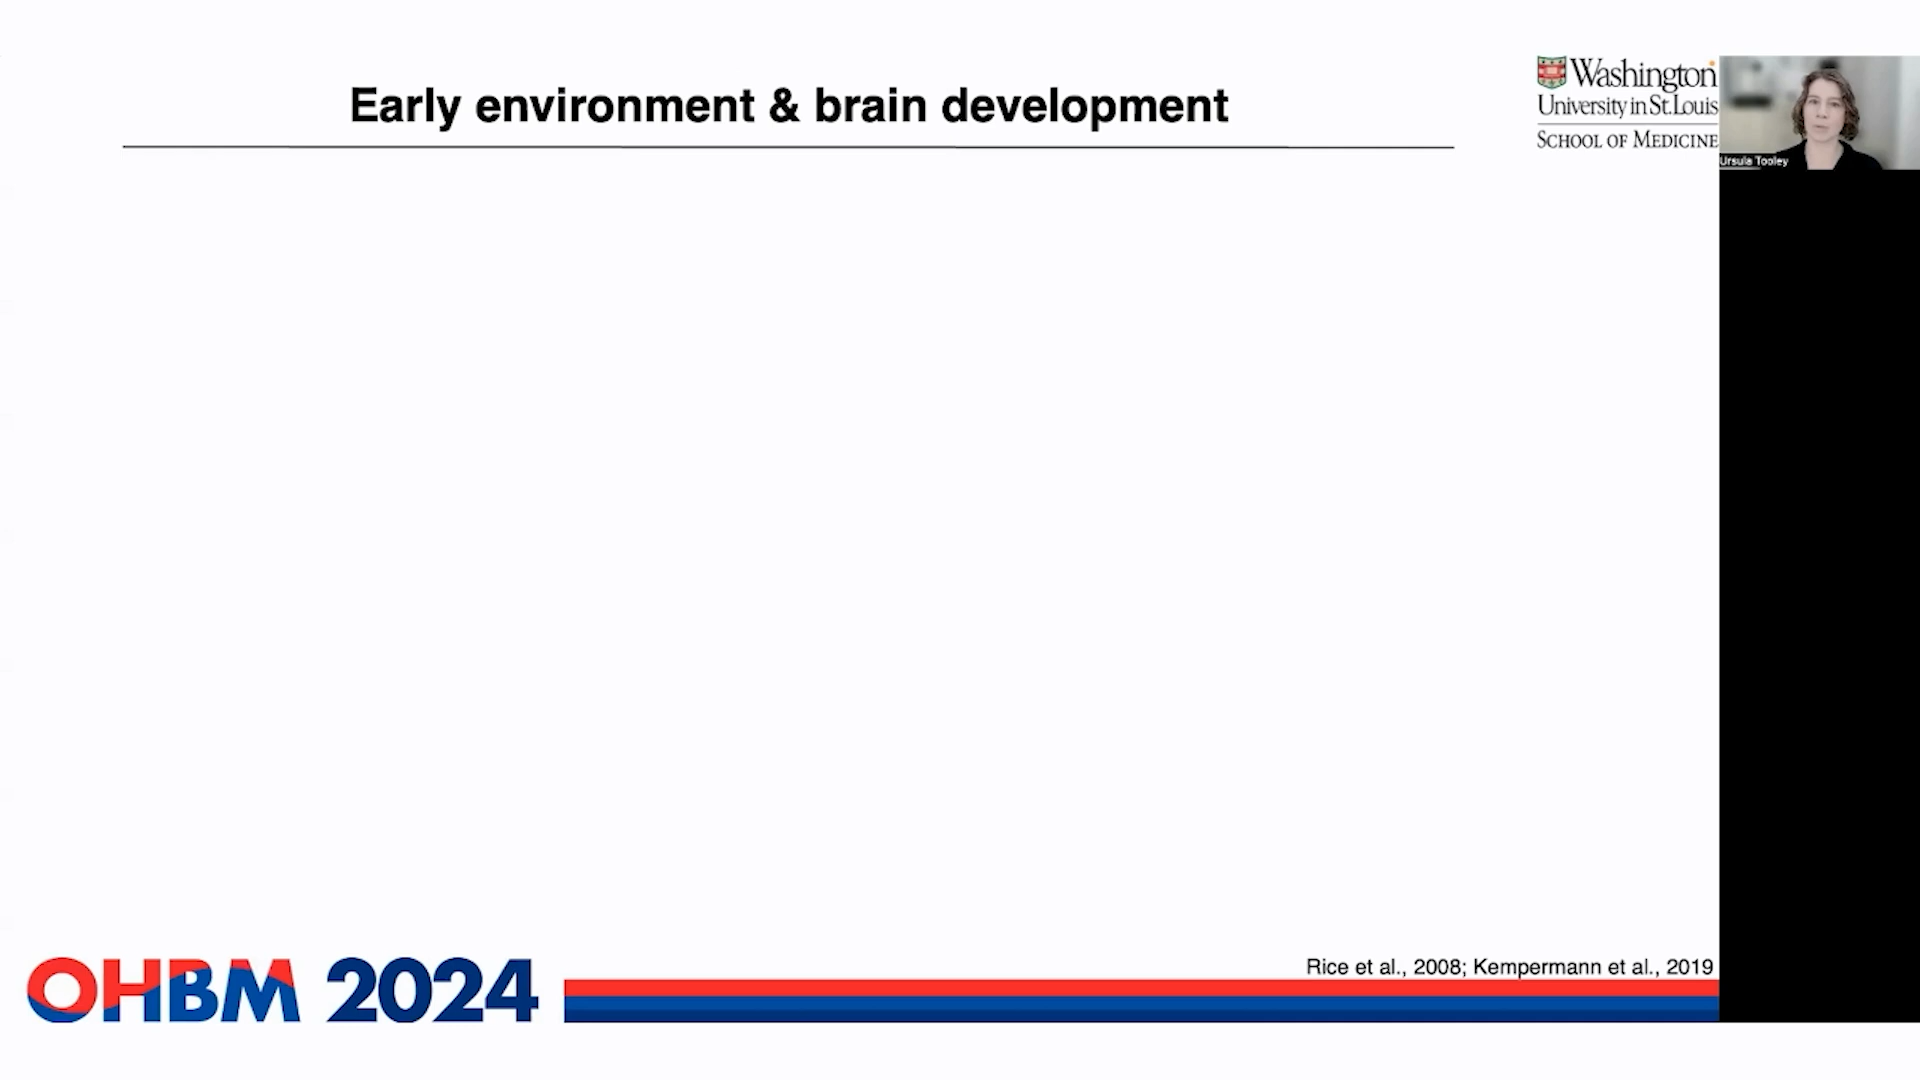 Early environment & brain development
Washington
University in St.Louis
SCHOOL OF MEDICINE
Ursula Tooley
Rice et al., 2008; Kempermann et al., 2019
OHBM 2024